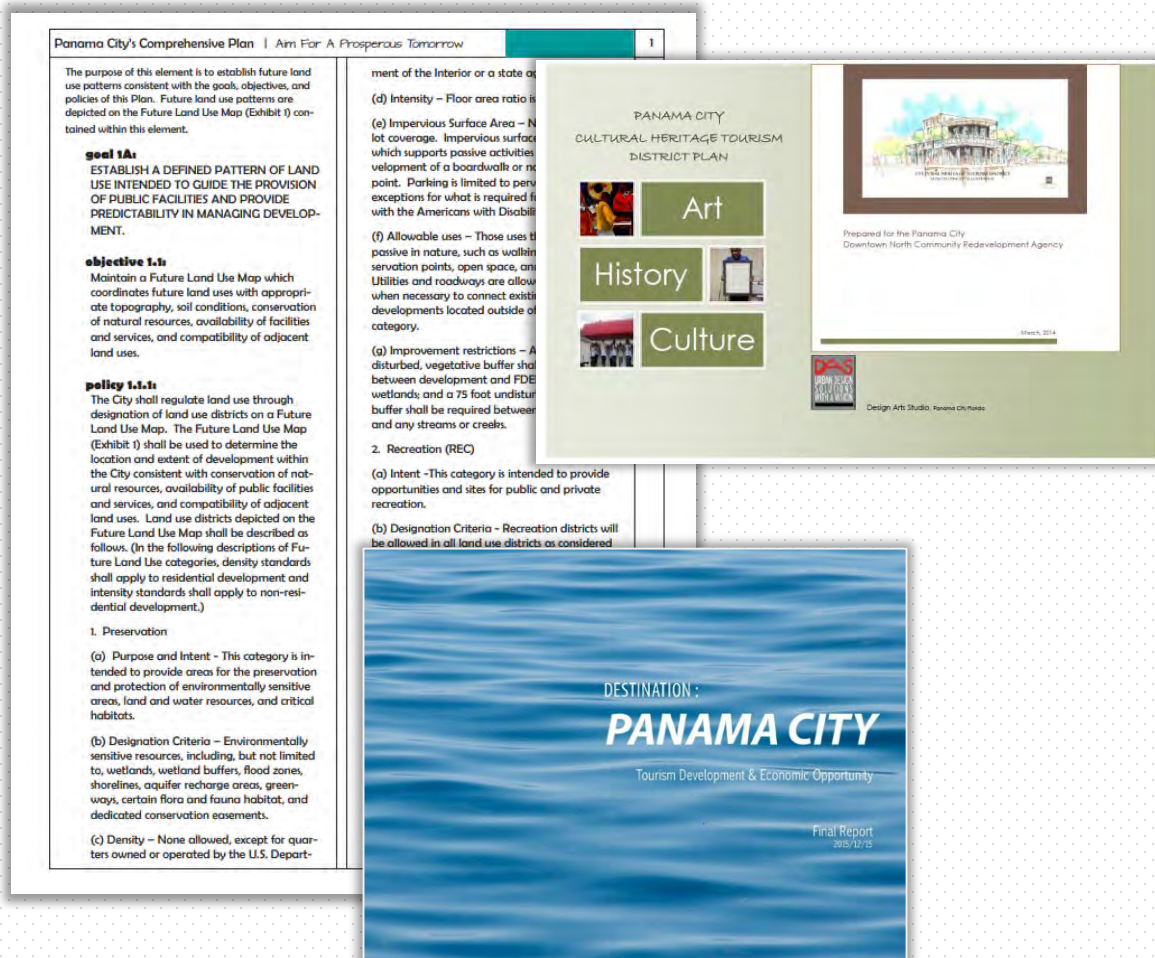 Panama City's Comprehensive Plan | Aim For A Prosperous Tomorrow 1
The purpose of this element is to establish future land
use patterns consistent with the goals, objectives, and
policies of this Plan. Future land use patterns are
depicted on the Future Land Use Map (Exhibit 1) con-
tained within this element.
goal 1A:
ESTABLISH A DEFINED PATTERN OF LAND
USE INTENDED TO GUIDE THE PROVISION
OF PUBLIC FACILITIES AND PROVIDE
PREDICTABILITY IN MANAGING DEVELOP-
MENT.
objective 1.1:
Maintain a Future Land Use Map which
coordinates future land uses with appropri-
ate topography, soil conditions, conservation
of natural resources, availability of facilities
and services, and compatibility of adjacent
land uses.
policy 1.1.1:
The City shall regulate land use through
designation of land use districts on a Future
Land Use Map. The Future Land Use Map
(Exhibit 1) shall be used to determine the
location and extent of development within
the City consistent with conservation of nat-
ural resources, availability of public facilities
and services, and compatibility of adjacent
land uses. Land use districts depicted on the
Future Land Use Map shall be described as
follows. (In the following descriptions of Fu-
ture Land Use categories, density standards
shall apply to residential development and
intensity standards shall apply to non-resi-
dential development.)
1. Preservation
(a) Purpose and Intent - This category is in-
tended to provide areas for the preservation
and protection of environmentally sensitive
areas, land and water resources, and critical
habitats.
(b) Designation Criteria – Environmentally
sensitive resources, including, but not limited
to, wetlands, wetland buffers, flood zones,
shorelines, aquifer recharge areas, green-
ways, certain flora and fauna habitat, and
dedicated conservation easements.
(c) Density – None allowed, except for quar-
ters owned or operated by the U.S. Depart-
ment of the Interior or a state
(d) Intensity – Floor area ratio is
(e) Impervious Surface Area –
lot coverage. Impervious surface
which supports passive activities
velopment of a boardwalk or
point. Parking is limited to
exceptions for what is required
with the Americans with
(f) Allowable uses – Those uses
passive in nature, such as
servation points, open space,
Utilities and roadways are
when necessary to connect
developments located outside of
category.
(g) Improvement restrictions –
disturbed, vegetative buffer
between development and
wetlands; and a 75 foot
buffer shall be required between
and any streams or creeks.
2. Recreation (REC)
(a) Intent -This category is intended to provide
opportunities and sites for public and private
recreation.
(b) Designation Criteria - Recreation districts will
be allowed in all land use districts as considered
PANAMA CITY
CULTURAL HERITAGE TOURISM
DISTRICT PLAN
Art
History
Culture
CULTURAL HERITAGE TOURISM DISTRICT
Prepared for the Panama City
Downtown North Community Redevelopment Agency
March, 2014
DAS
URBAN DESIGN
SOLUTIONS
WITH A MISSION
Design Arts Studio, Panama City Florida
DESTINATION :
PANAMA CITY
Tourism Development & Economic Opportunity
Final Report
2015/12/15